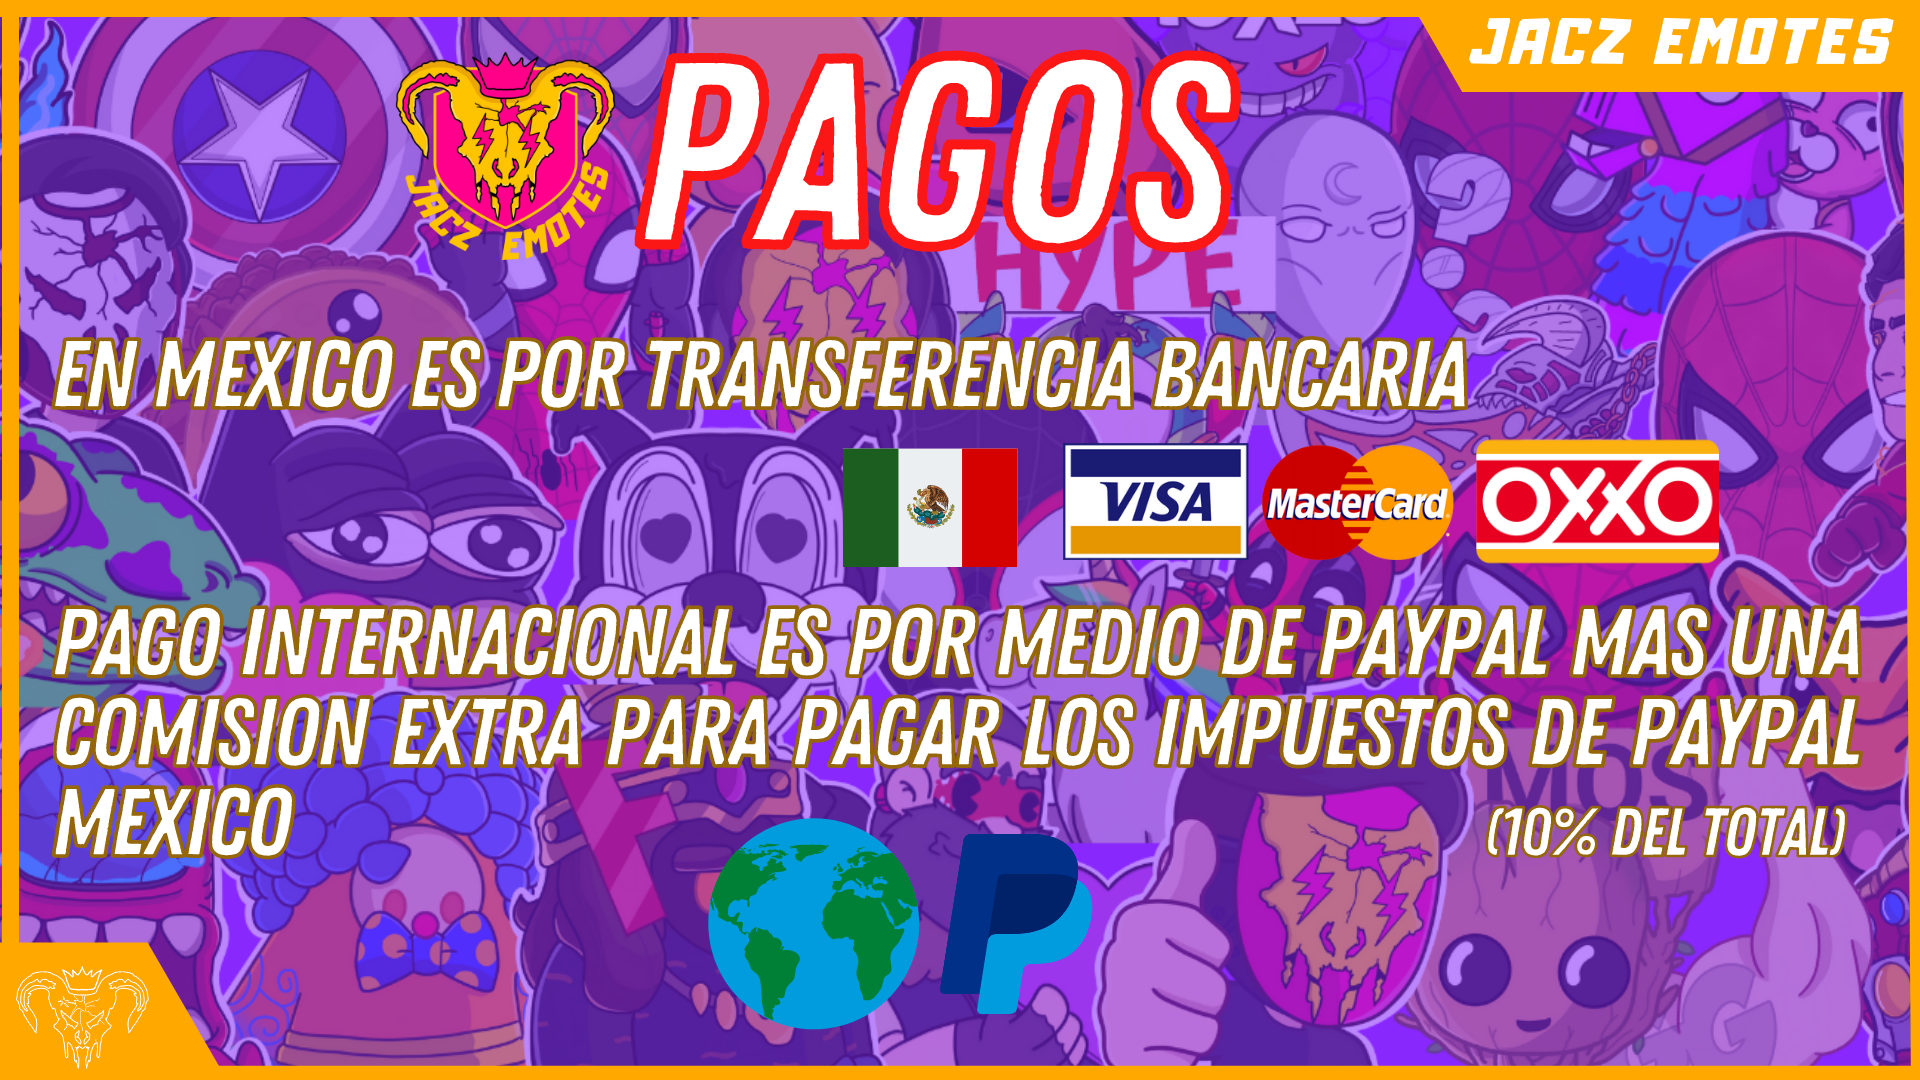 JACZ EMOTES
JACZ EMOTES
PAGOS
HYPE
EN MEXICO ES POR TRANSFERENCIA BANCARIA
VISA
MasterCard
OXXO
PAGO INTERNACIONAL ES POR MEDIO DE PAYPAL MAS UNA
COMISION EXTRA PARA PAGAR LOS IMPUESTOS DE PAYPAL
MEXICO
(10% DEL TOTAL)
MOS